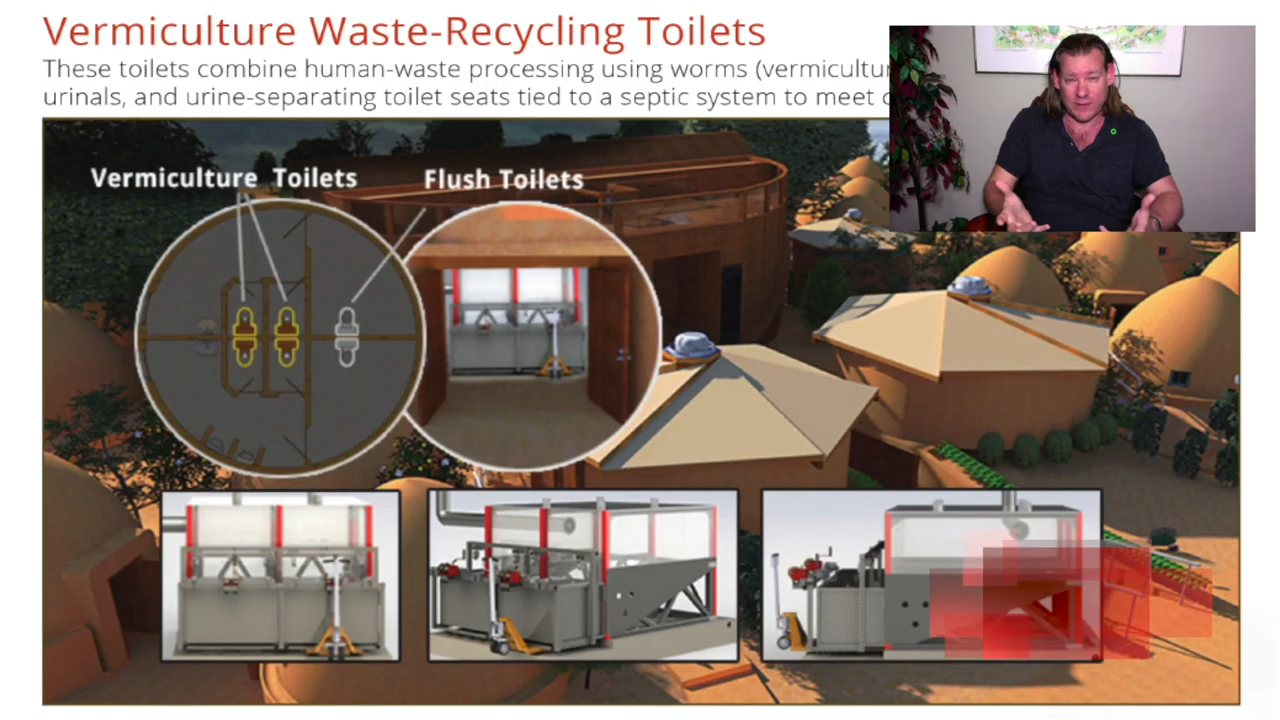 Vermiculture Waste-Recycling Toilets
These toilets combine human-waste processing using worms
urinals, and urine-separating toilet seats tied to a septic system to meet
Vermiculture Toilets
Flush Toilets